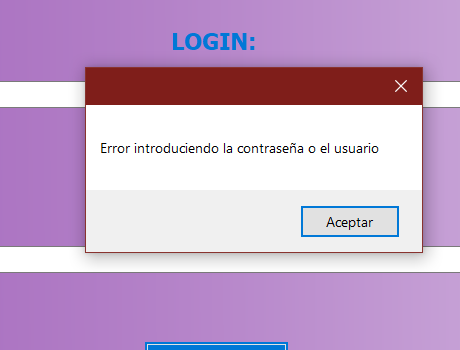 LOGIN:
Error introduciendo la contraseña o el usuario
Aceptar